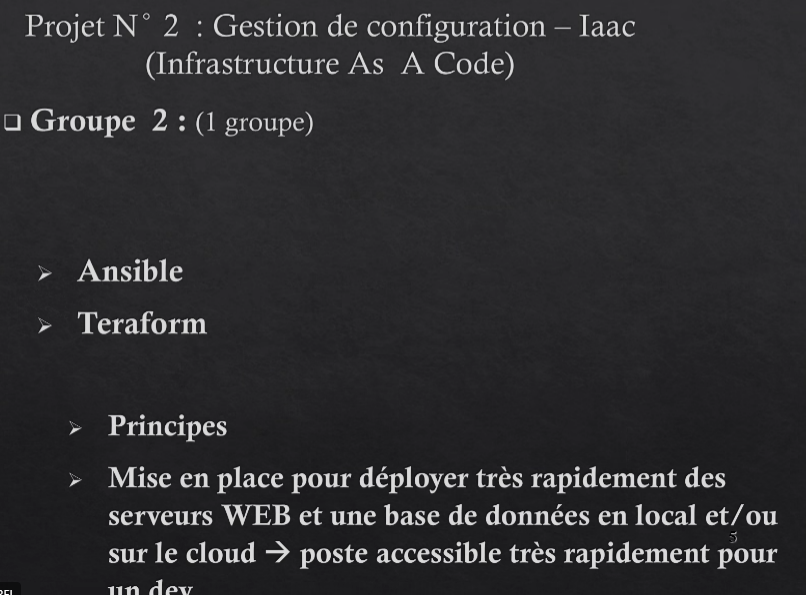 Projet N° 2 : Gestion de configuration – Iaac
(Infrastructure As A Code)
❑ Groupe 2 : (1 groupe)
➢ Ansible
➢ Teraform
➢ Principes
➢ Mise en place pour déployer très rapidement des
serveurs WEB et une base de données en local et/ou
sur le cloud → poste accessible très rapidement pour
un dev
5